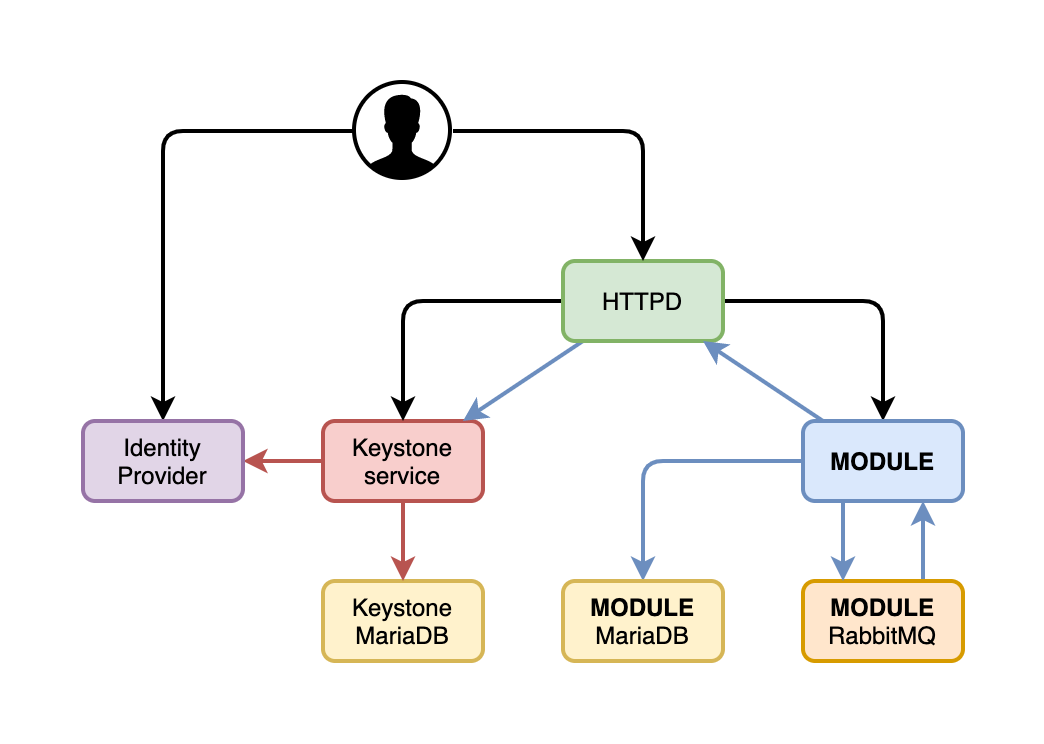 HTTPD
Identity
Provider
Keystone
service
MODULE
Keystone
MariaDB
MODULE
MariaDB
MODULE
RabbitMQ